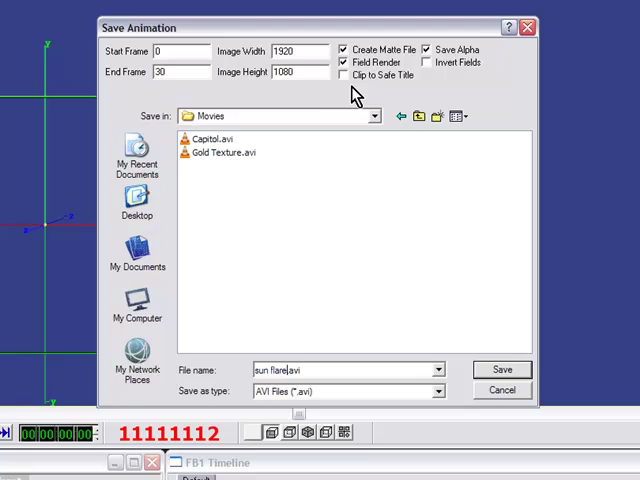 Save Animation
Start Frame 0 Image Width 1920 Create Matte File Save Alpha
Field Render Invert Fields
End Frame 30 Image Height 1080 Clip to Safe Title
Save in: Movies
Capitol.avi
Gold Texture.avi
My Recent
Documents
Desktop
My Documents
My Computer
My Network
Places
File name: sun flare.avi Save
Save as type: AVI Files (*.avi) Cancel
00 00 00 00 11111112
FB1 Timeline
Default
y
z
-z
-y